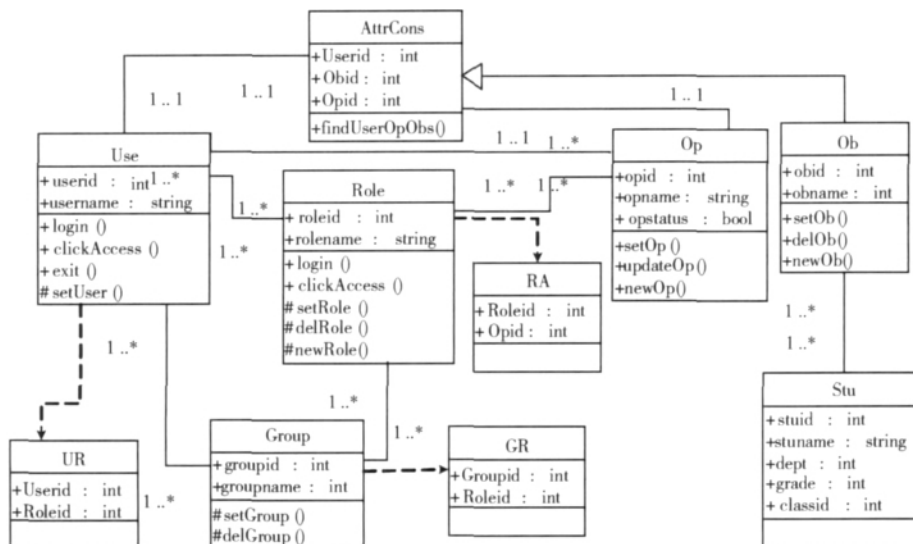 AttrCons
+Userid : int
+Obid : int
+Opid : int
+findUserOpObs()
1 .. 1
1 .. 1
1 .. 1
Use
+ userid : int
+username : string
+ login ()
+ clickAccess ()
+ exit ()
# setUser ()
1 ..*
1 ..*
1 ..*
1 .. 1
1 ..*
Role
+ roleid : int
+rolename : string
+ login ()
+ clickAccess ()
#setRole ()
#delRole ()
#newRole()
1 ..*
1 ..*
Op
+ opid : int
+opname : string
+ opstatus : bool
+setOp ()
+updateOp()
+newOp()
Ob
+ obid : int
+obname : int
+setOb()
+delOb()
+newOb()
RA
+ Roleid : int
+ Opid : int
1 ..*
1 ..*
1 ..*
1 ..*
1 ..*
Stu
+ stuid : int
+stuname : string
+dept : int
+grade : int
+ classid : int
UR
+ Userid : int
+ Roleid : int
1 ..*
Group
+groupid : int
+groupname : int
#setGroup ()
#delGroup ()
GR
+Groupid : int
+ Roleid : int